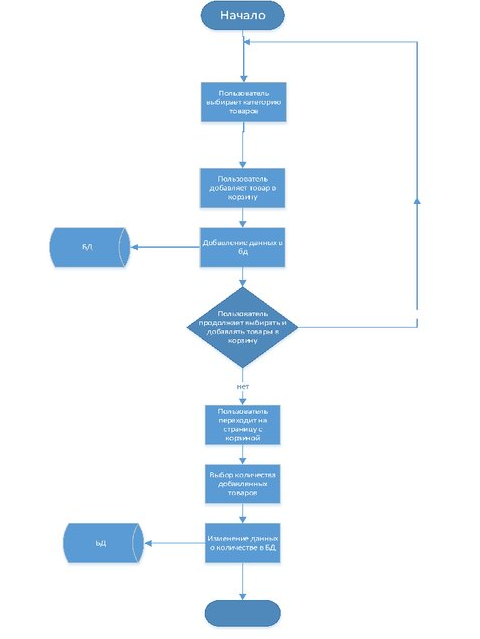 Начало
Пользователь
выбирает категорию
товаров
Пользователь
добавляет товар в
корзину
Добавление данных в
бд
БД
Пользователь
продолжает выбирать и
добавлять товары в
корзину
нет
Пользователь
переходит на
страницу с
корзиной
Выбор количества
добавленных
товаров
Изменение данных
о количестве в БД
БД